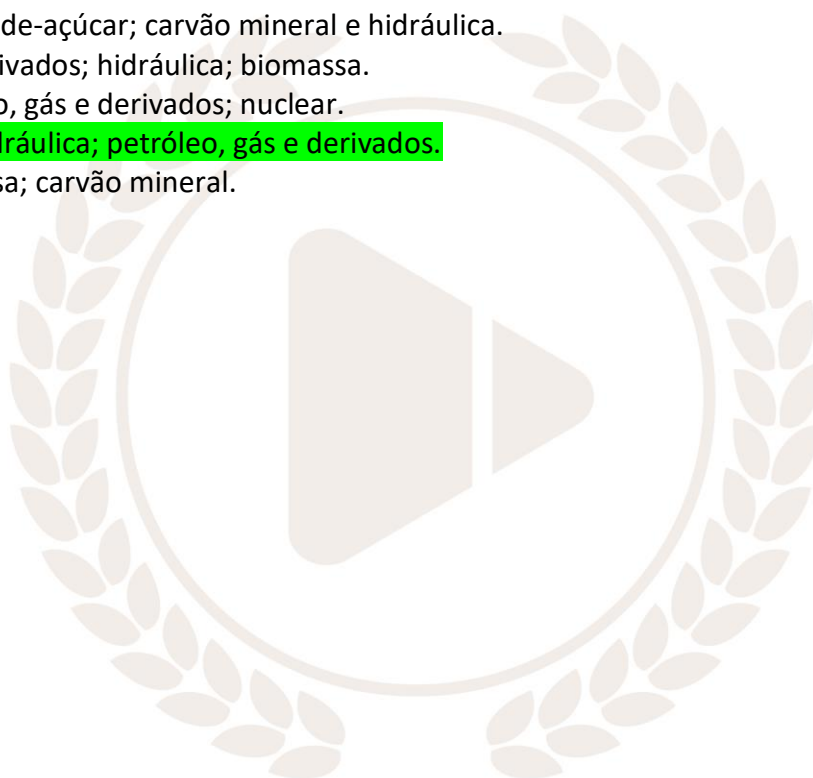 de-açúcar; carvão mineral e hidráulica.
ivados; hidráulica; biomassa.
o, gás e derivados; nuclear.
dráulica; petróleo, gás e derivados.
sa; carvão mineral.